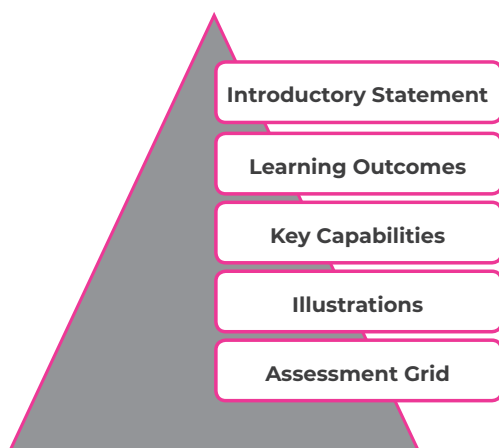 Introductory Statement
Learning Outcomes
Key Capabilities
Illustrations
Assessment Grid